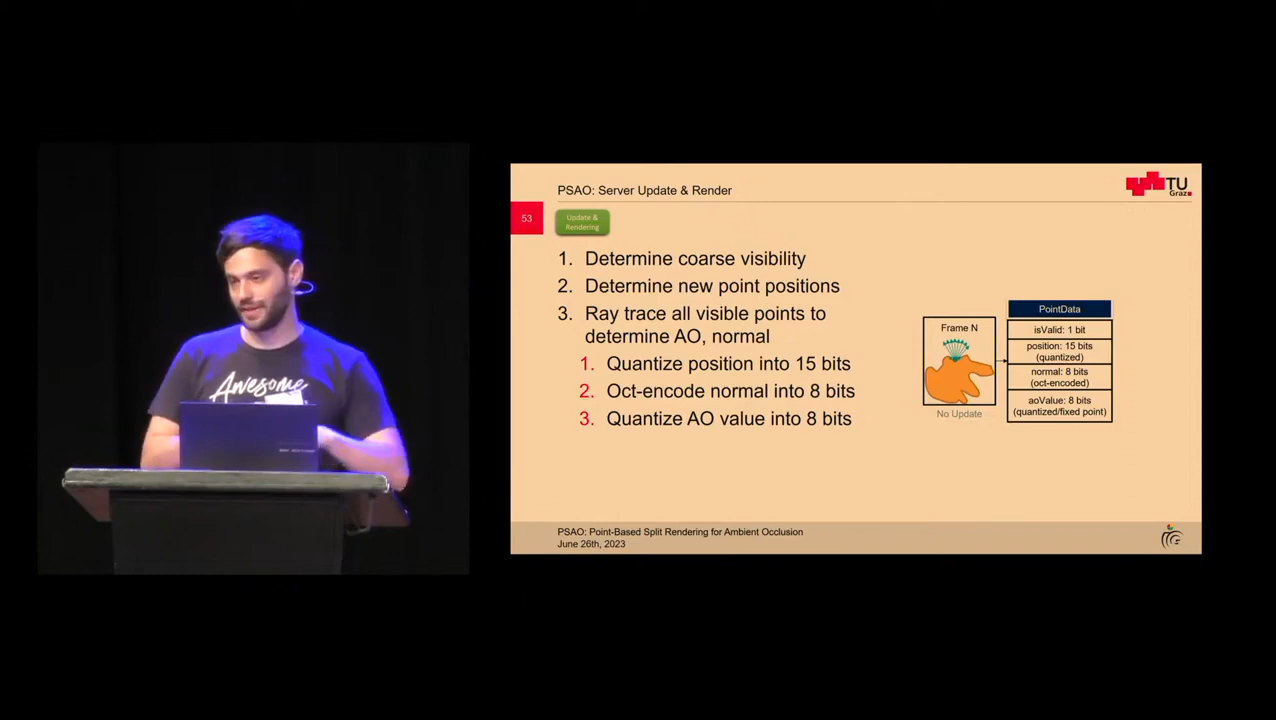 PSAO: Server Update & Render
TU
Graz
53
Update &
Rendering
1. Determine coarse visibility
2. Determine new point positions
3. Ray trace all visible points to
determine AO, normal
1. Quantize position into 15 bits
2. Oct-encode normal into 8 bits
3. Quantize AO value into 8 bits
Frame N
No Update
PointData
isValid: 1 bit
position: 15 bits
(quantized)
normal: 8 bits
(oct-encoded)
aoValue: 8 bits
(quantized/fixed point)
Awesome
PSAO: Point-Based Split Rendering for Ambient Occlusion
June 26th, 2023